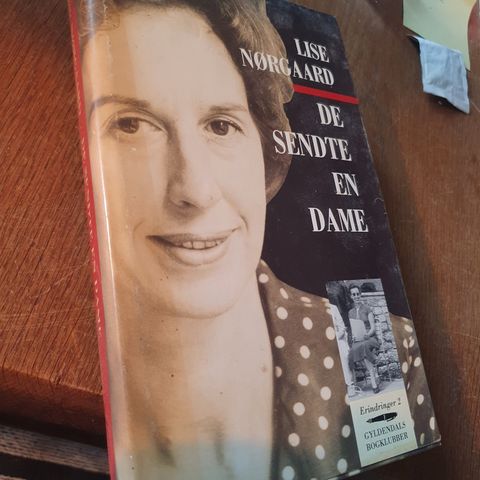 LISE
NØRGAARD
DE
SENDTE
EN
DAME
Erindringer 2
GYLDENDALS
BOGKLUBBER